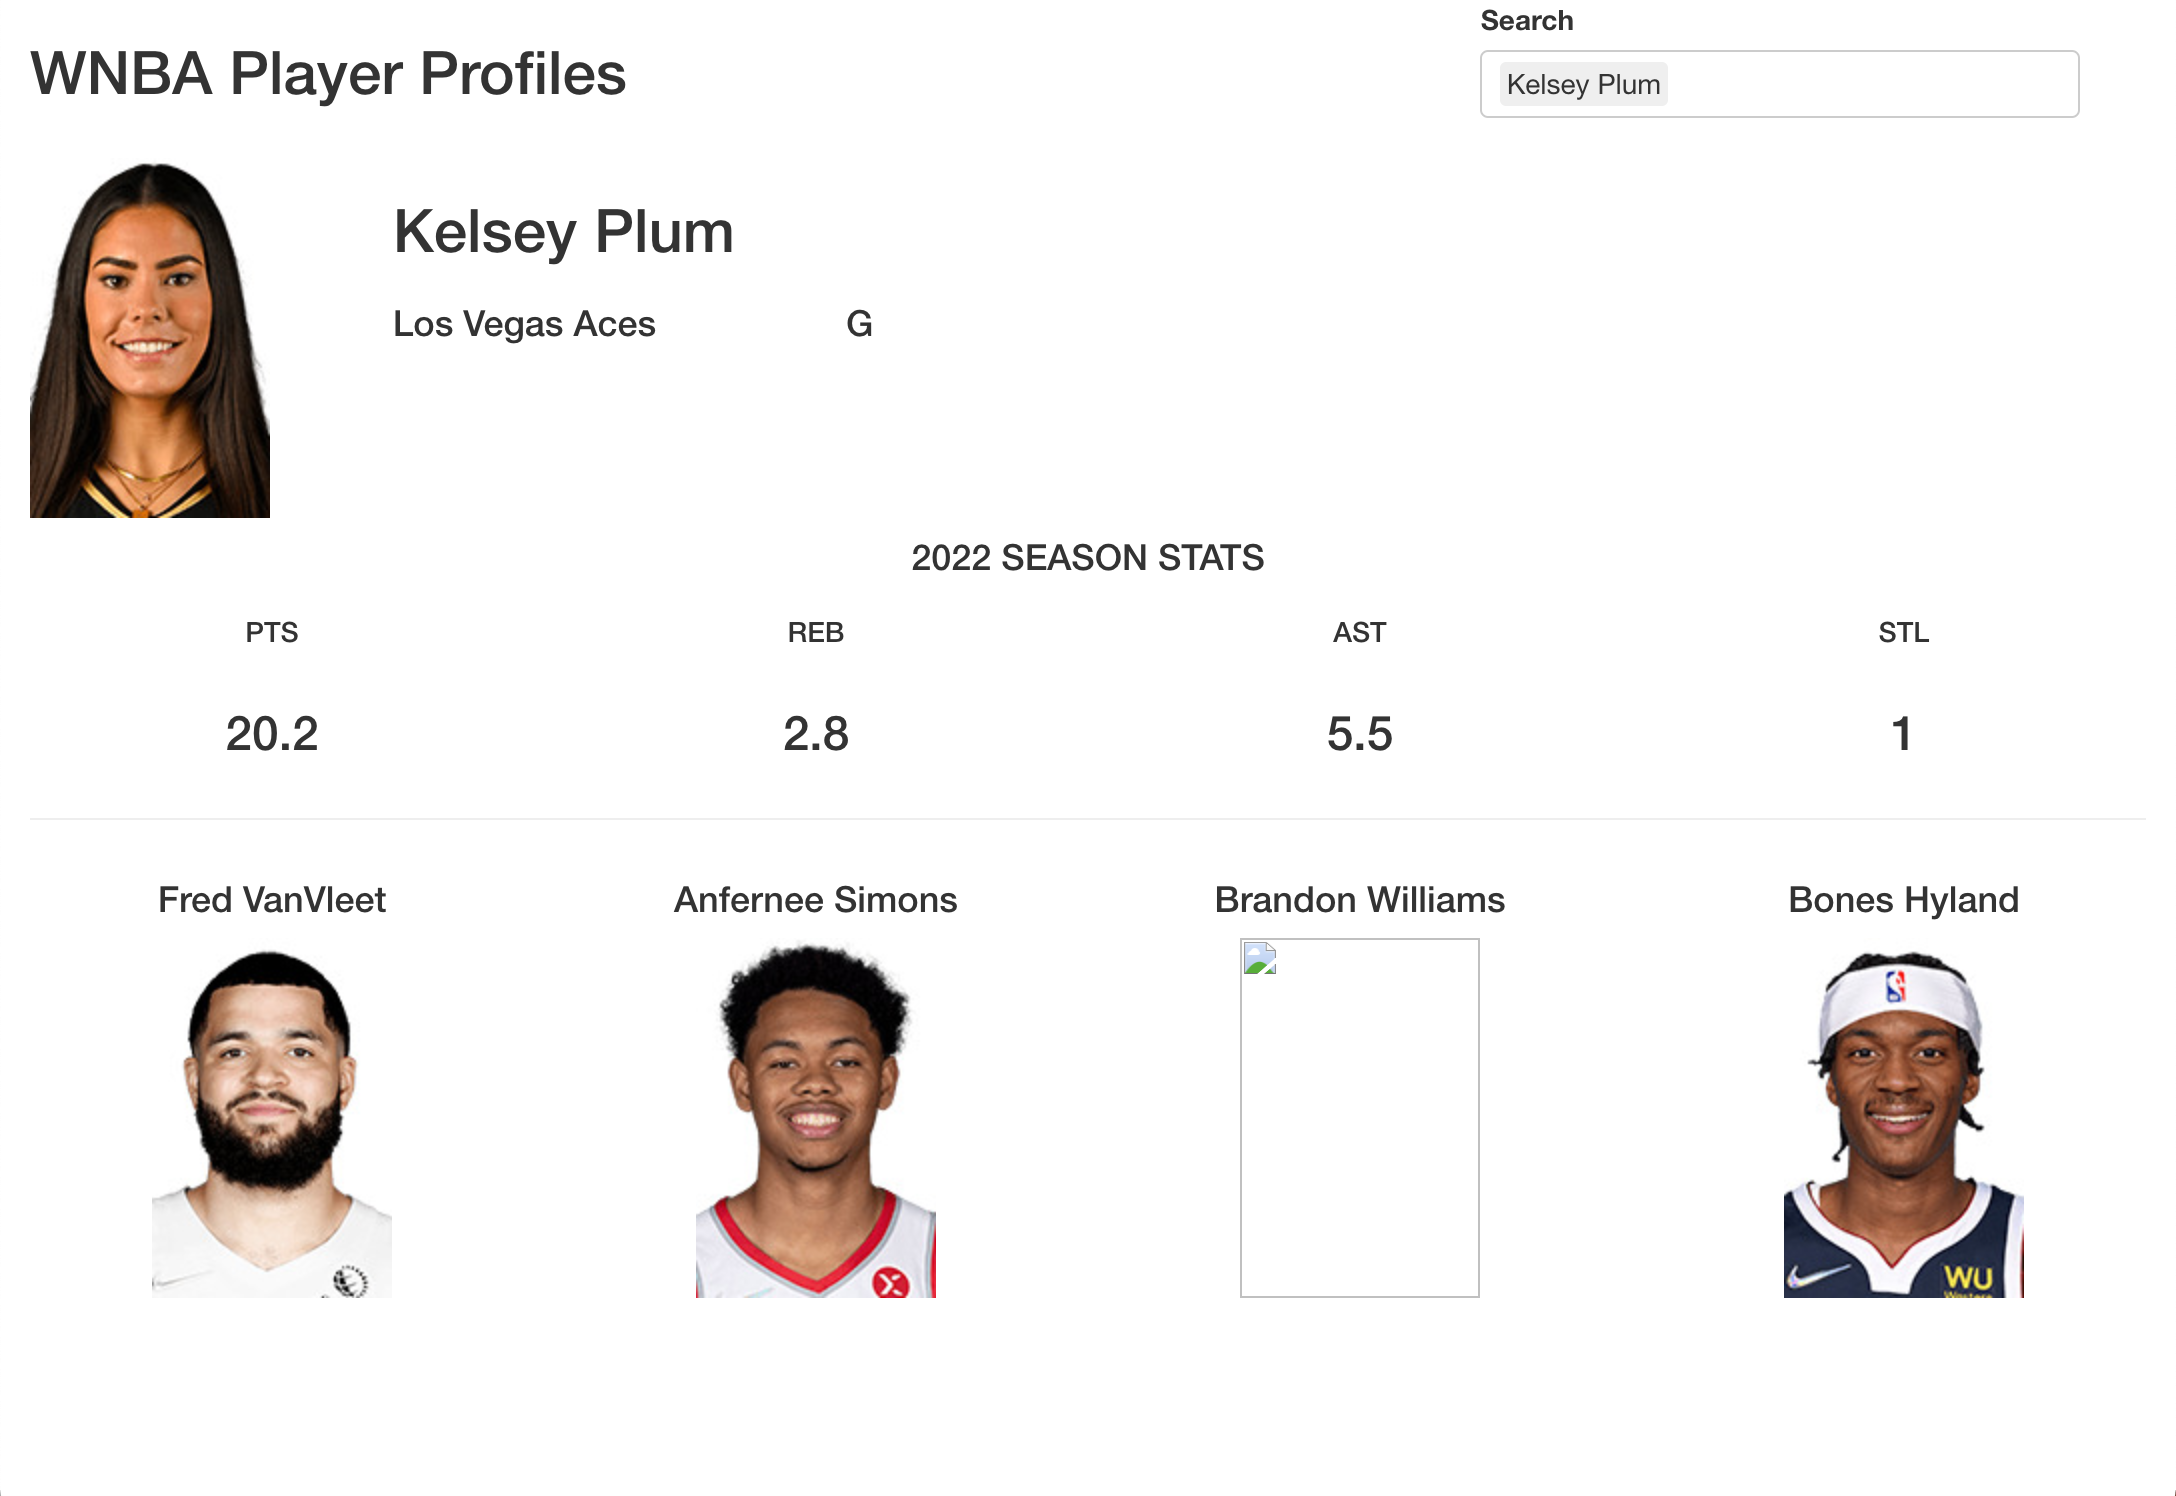 Search
WNBA Player Profiles
Kelsey Plum
Kelsey Plum
Los Vegas Aces G
2022 SEASON STATS
PTS REB AST STL
20.2 2.8 5.5 1
Fred VanVleet Anfernee Simons Brandon Williams Bones Hyland
WU